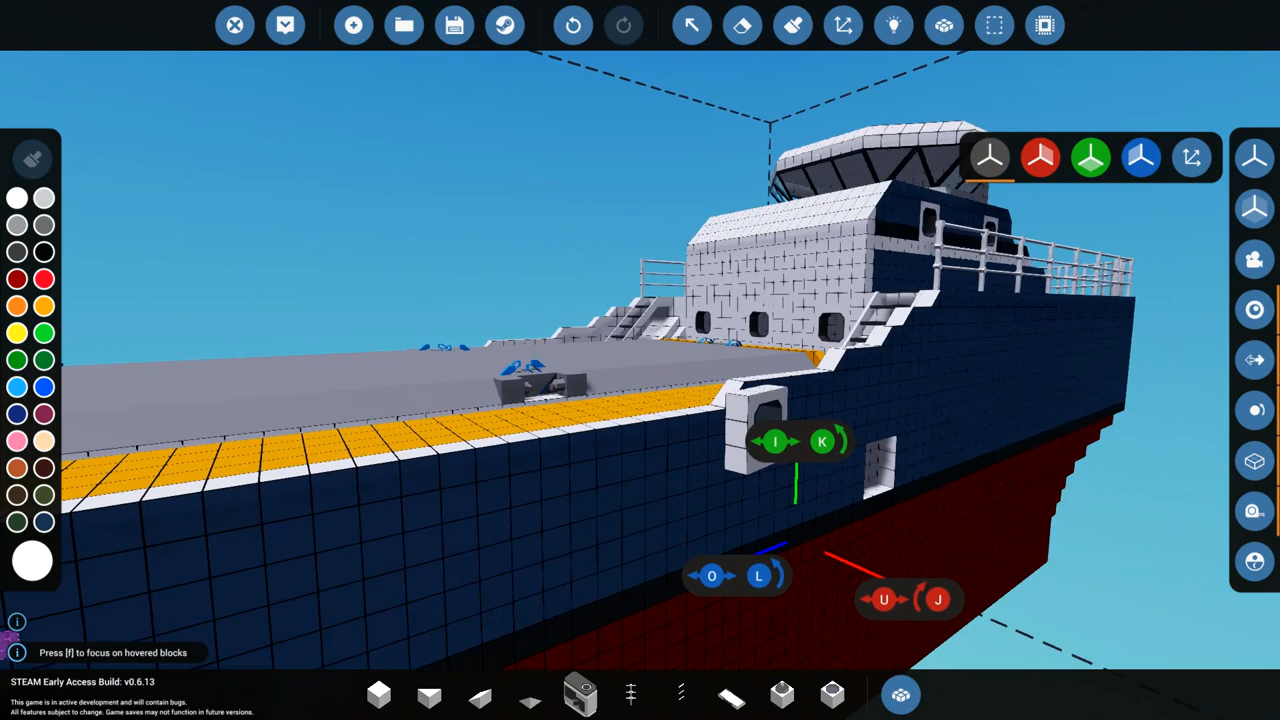 I K
O L
U J
Press [f] to focus on hovered blocks
STEAM Early Access Build: v0.6.13
This game is in active development and will contain bugs.
All features subject to change. Game saves may not function in future versions.